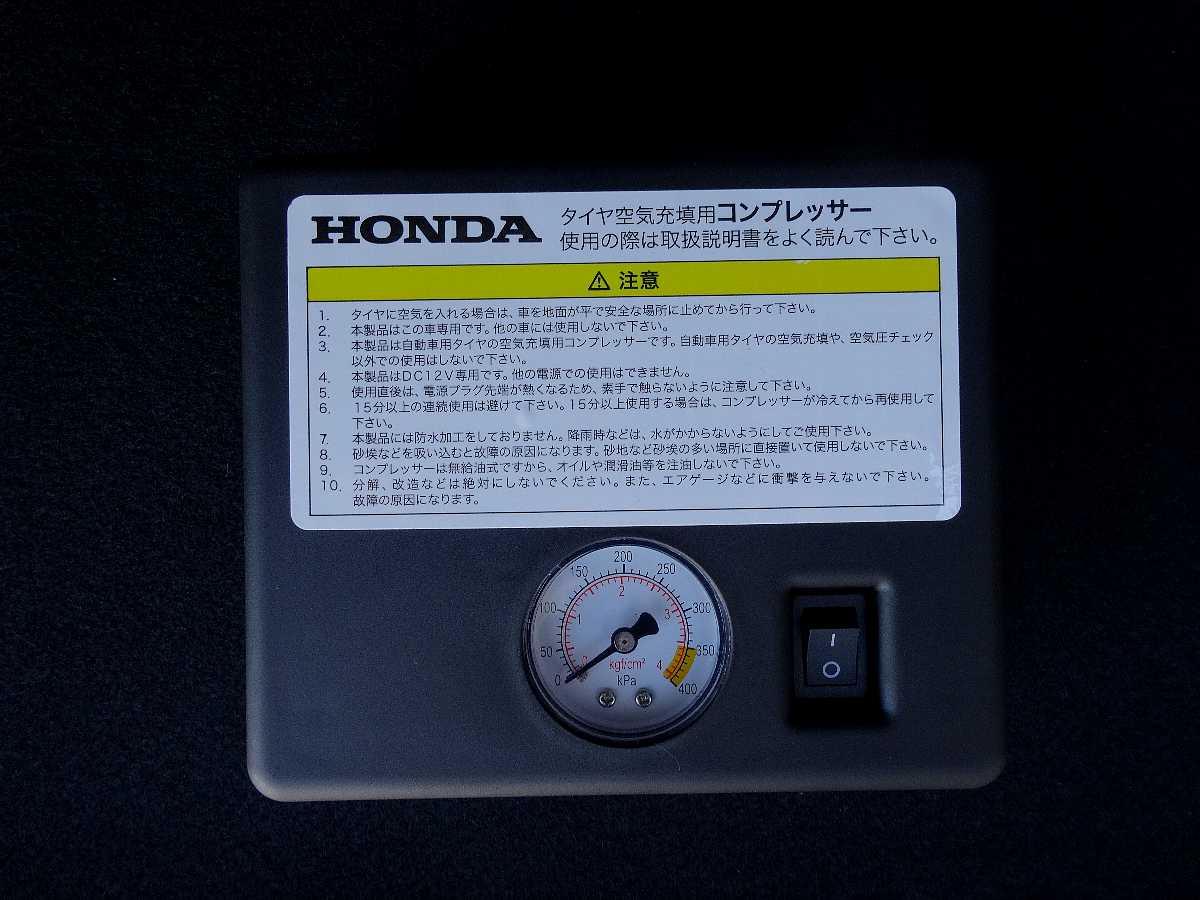 HONDA
タイヤ空気充填用コンプレッサー
使用の際は取扱説明書をよく読んで下さい。
⚠ 注意
1. タイヤに空気を入れる場合は、車を地面が平で安全な場所に止めてから行って下さい。
2. 本製品はこの車専用です。他の車には使用しないで下さい。
3. 本製品は自動車用タイヤの空気充填用コンプレッサーです。自動車用タイヤの空気充填や、空気圧チェック
以外での使用はしないで下さい。
4. 本製品はDC12V専用です。他の電源での使用はできません。
5. 使用直後は、電源プラグ先端が熱くなるため、素手で触らないように注意して下さい。
6. 15分以上の連続使用は避けて下さい。15分以上使用する場合は、コンプレッサーが冷えてから再使用して
下さい。
7. 本製品には防水加工をしておりません。降雨時などは、水がかからないようにしてご使用下さい。
8. 砂埃などを吸い込むと故障の原因になります。砂地など砂埃の多い場所に直接置いて使用しないで下さい。
9. コンプレッサーは無給油式ですから、オイルや潤滑油等を注油しないで下さい。
10. 分解、改造などは絶対にしないでください。また、エアゲージなどに衝撃を与えないで下さい。
故障の原因になります。
0 50 100 150 200 250 300 350 400
1 2 3 4
kgf/cm²
kPa
I
O